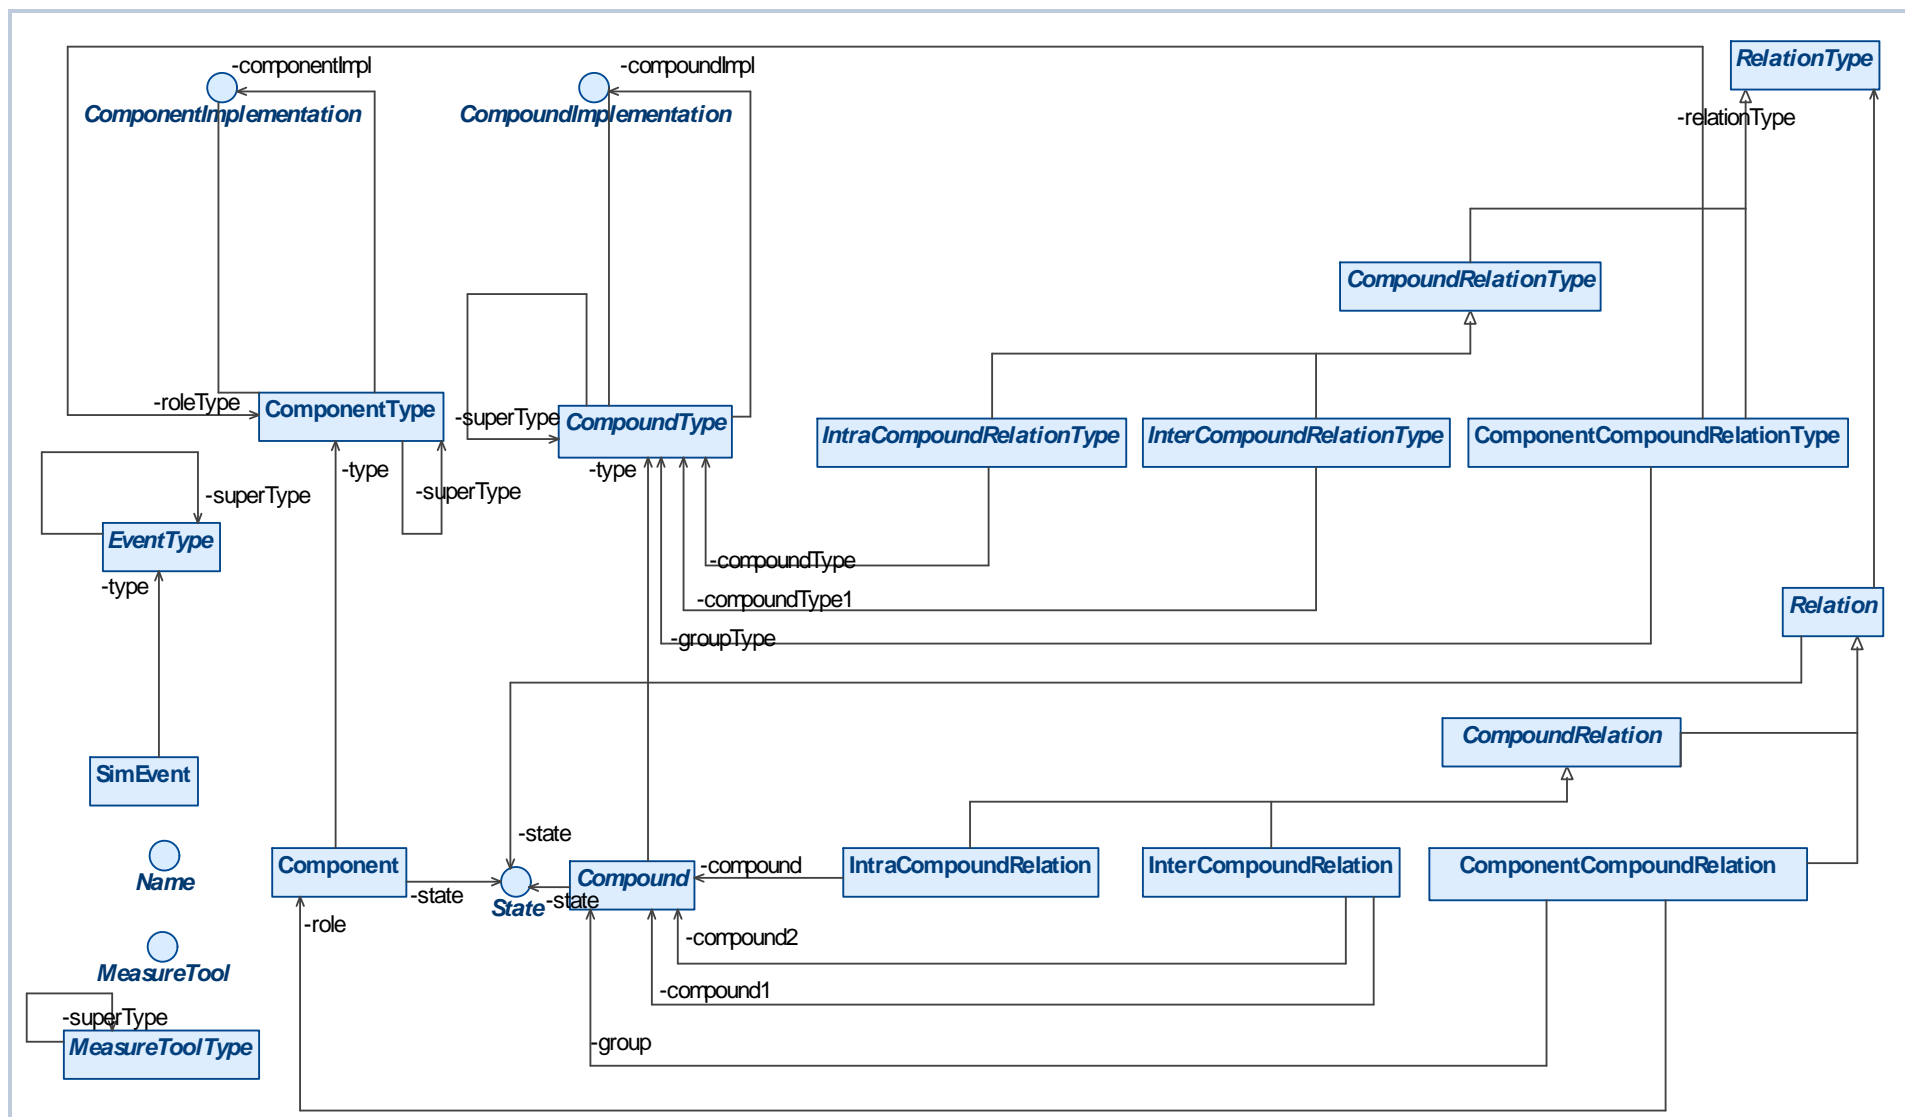 -componentImpl
ComponentImplementation
-compoundImpl
CompoundImplementation
RelationType
-relationType
CompoundRelationType
-roleType
ComponentType
-superType
CompoundType
IntraCompoundRelationType
InterCompoundRelationType
ComponentCompoundRelationType
-type
-superType
-type
-superType
EventType
-type
-compoundType
-compoundType1
-groupType
Relation
CompoundRelation
SimEvent
-state
Name
Component
-state
State
-state
Compound
-compound
IntraCompoundRelation
InterCompoundRelation
ComponentCompoundRelation
-role
-compound2
MeasureTool
-compound1
-superType
MeasureToolType
-group